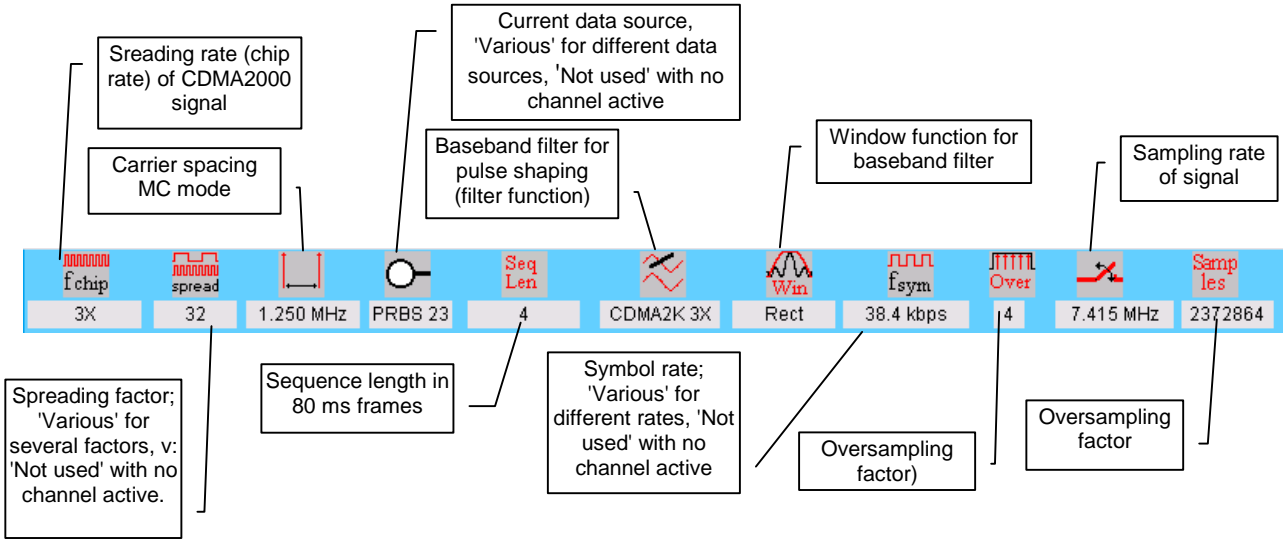 Current data source,
'Various' for different data
sources, 'Not used' with no
channel active
Sreading rate (chip
rate) of CDMA2000
signal
Carrier spacing
MC mode
Baseband filter for
pulse shaping
(filter function)
Window function for
baseband filter
Sampling rate
of signal
fchip
spread
Seq
Len
Win
fsym
Over
Samp
les
3X
32
1.250 MHz
PRBS 23
4
CDMA2K 3X
Rect
38.4 kbps
4
7.415 MHz
2372864
Spreading factor;
'Various' for
several factors, v:
'Not used' with no
channel active.
Sequence length in
80 ms frames
Symbol rate;
'Various' for
different rates, 'Not
used' with no
channel active
Oversampling
factor)
Oversampling
factor